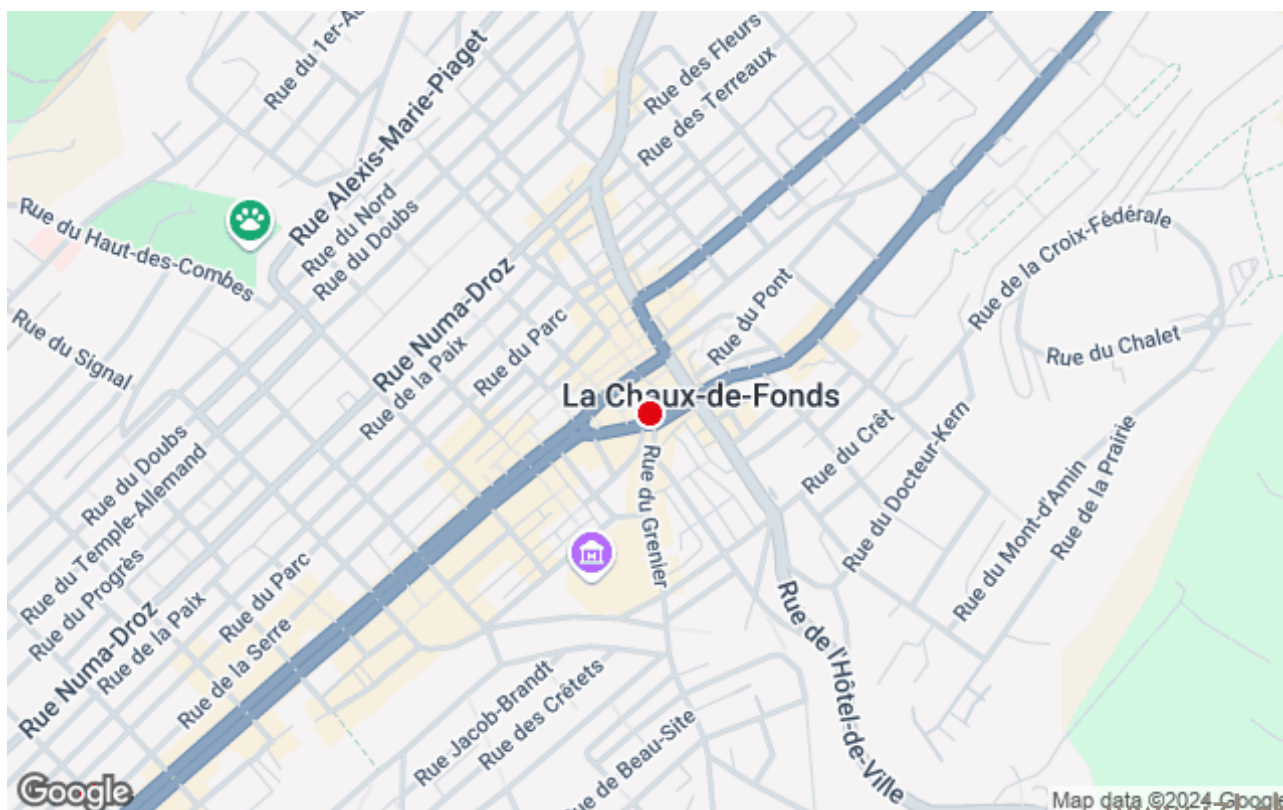 Rue du 1er-A
Rue Alexis-Marie-Piaget
Rue des Fleurs
Rue des Terreaux
Rue du Haut-des-Combes
Rue du Nord
Rue du Doubs
Rue de la Croix-Fédérale
Rue du Signal
Rue Numa-Droz
Rue de la Paix
Rue du Parc
Rue du Pont
Rue du Chalet
La Chaux-de-Fonds
Rue du Doubs
Rue du Temple-Allemand
Rue du Progrès
Rue Numa-Droz
Rue de la Paix
Rue du Parc
Rue de la Serre
Rue du Grenier
Rue du Crêt
Rue du Docteur-Kern
Rue du Mont-d'Amin
Rue de la Prairie
Rue de l'Hôtel-de-Ville
Rue Jacob-Brandt
Rue des Crêtets
ue de Beau-Site
Google
Map data ©2024 Google